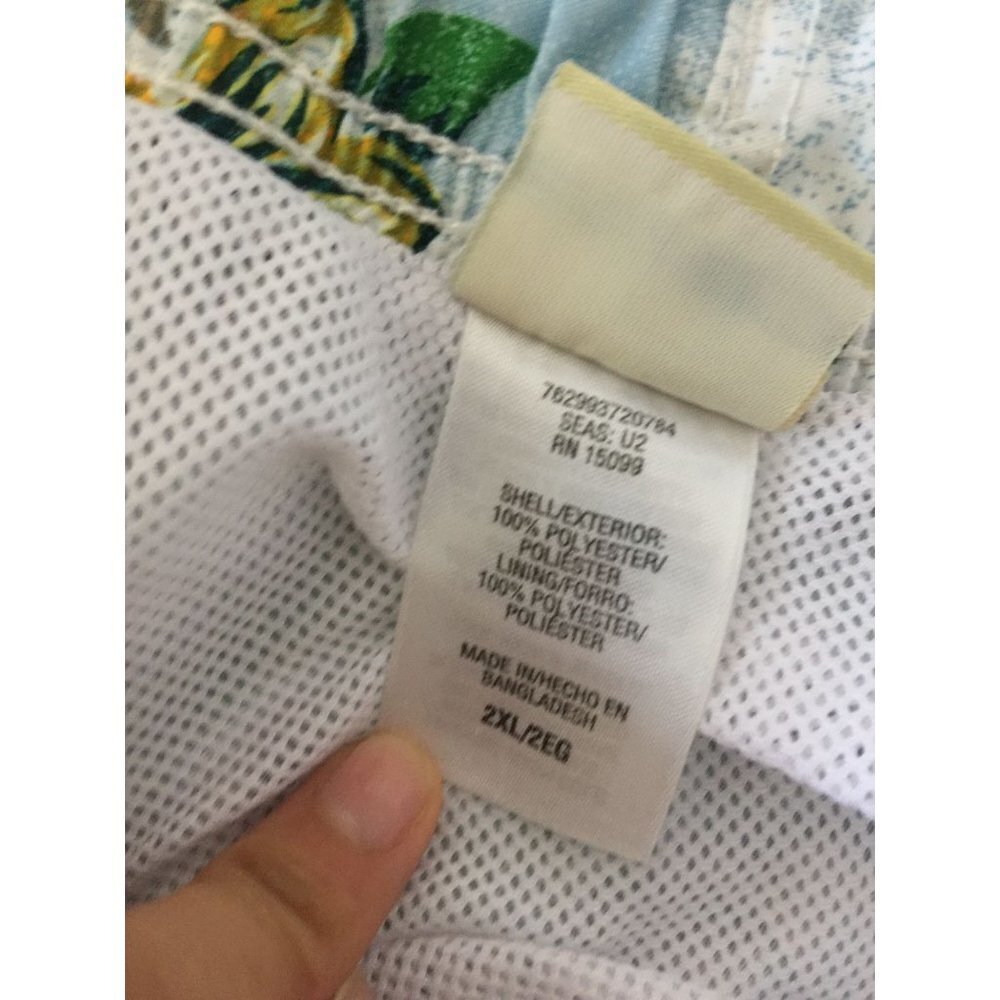 762993720784
SEAS: U2
RN 15099
SHELL/EXTERIOR:
100% POLYESTER/
POLIÉSTER
LINING/FORRO:
100% POLYESTER/
POLIÉSTER
MADE IN/HECHO EN
BANGLADESH
2XL/2EG